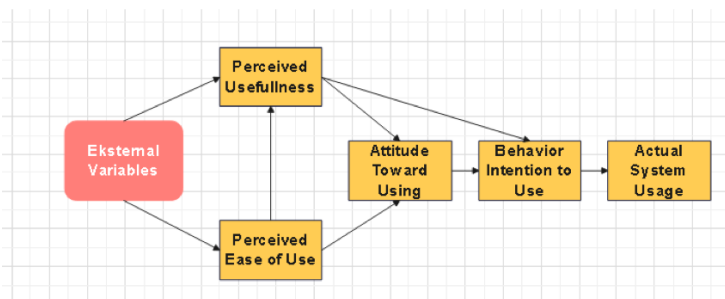 Perceived
Usefullness
Eksternal
Variables
Attitude
Toward
Using
Behavior
Intention to
Use
Actual
System
Usage
Perceived
Ease of Use